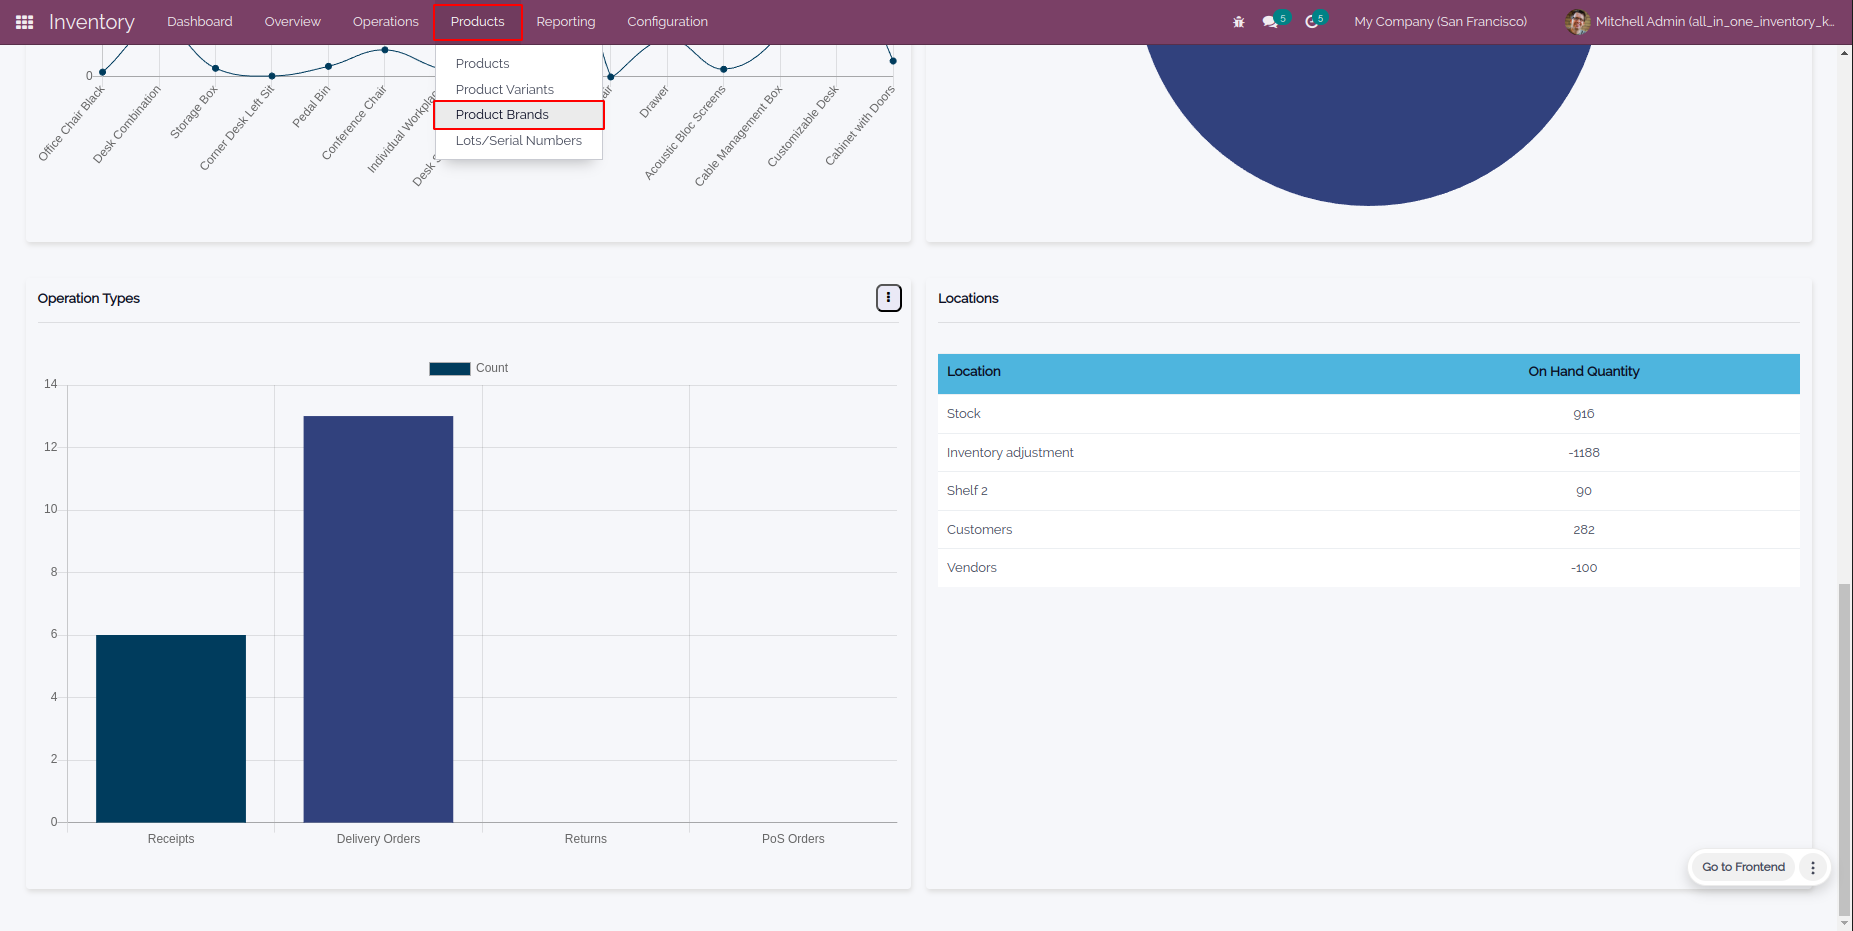 Inventory Dashboard Overview Operations Products Reporting Configuration 5 5 My Company (San Francisco) Mitchell Admin (all_in_one_inventory_k...
Products
Product Variants
Product Brands
Lots/Serial Numbers
0
Office Chair Black
Desk Combination
Storage Box
Corner Desk Left Sit
Pedal Bin
Conference Chair
Individual Workplac
Desk S
air
Drawer
Acoustic Bloc Screens
Cable Management Box
Customizable Desk
Cabinet with Doors
Operation Types
Count
14
12
10
8
6
4
2
0
Receipts Delivery Orders Returns PoS Orders
Locations
Location On Hand Quantity
Stock 916
Inventory adjustment -1188
Shelf 2 90
Customers 282
Vendors -100
Go to Frontend